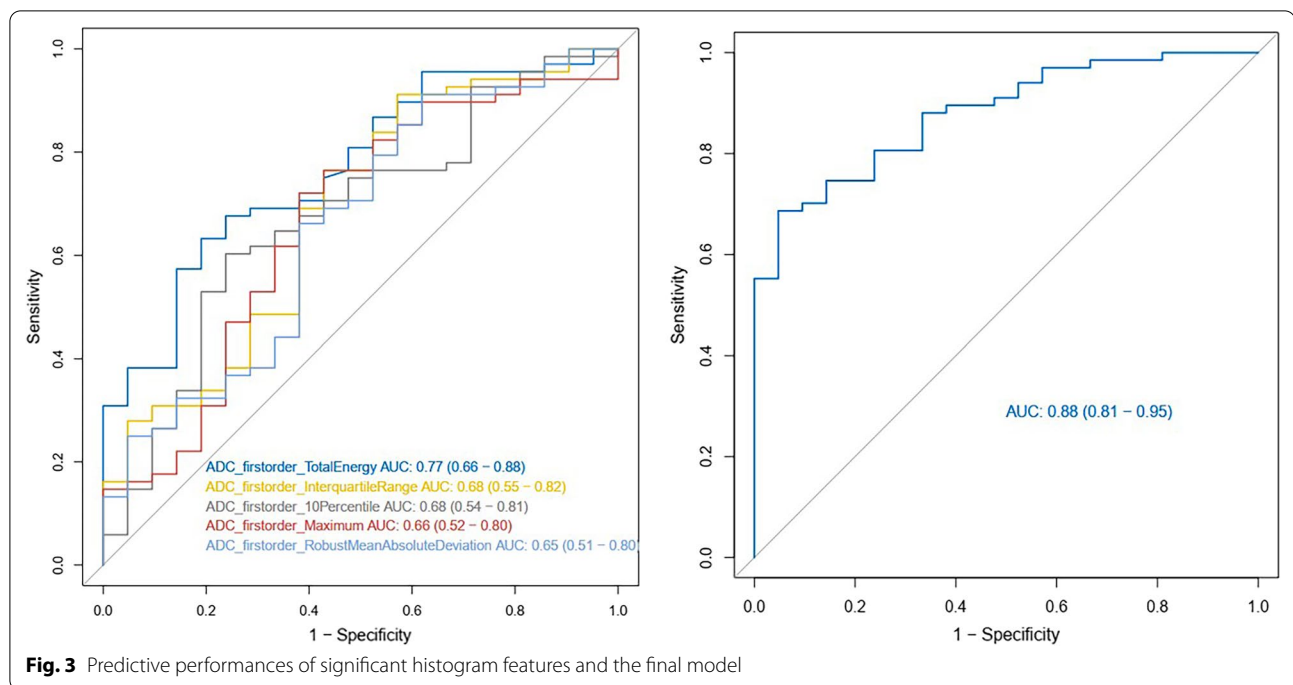 1.0
0.8
0.6
0.4
0.2
0.0
Sensitivity
ADC_firstorder_TotalEnergy AUC: 0.77 (0.66 − 0.88)
ADC_firstorder_InterquartileRange AUC: 0.68 (0.55 − 0.82)
ADC_firstorder_10Percentile AUC: 0.68 (0.54 − 0.81)
ADC_firstorder_Maximum AUC: 0.66 (0.52 − 0.80)
ADC_firstorder_RobustMeanAbsoluteDeviation AUC: 0.65 (0.51 − 0.80)
0.0 0.2 0.4 0.6 0.8 1.0
1 − Specificity
1.0
0.8
0.6
0.4
0.2
0.0
Sensitivity
AUC: 0.88 (0.81 − 0.95)
0.0 0.2 0.4 0.6 0.8 1.0
1 − Specificity
Fig. 3 Predictive performances of significant histogram features and the final model